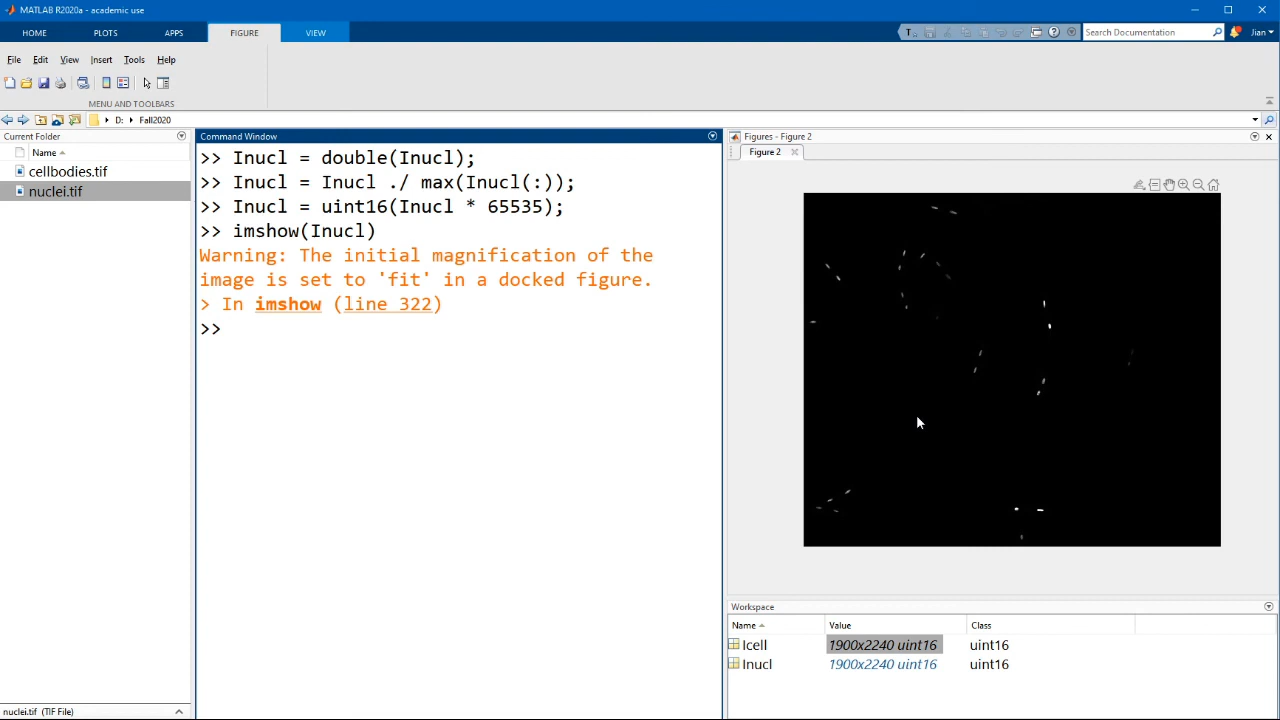 MATLAB R2020a - academic use
HOME PLOTS APPS FIGURE VIEW
Search Documentation
Jian
File Edit View Insert Tools Help
MENU AND TOOLBARS
D: Fall2020
Current Folder
Name
cellbodies.tif
nuclei.tif
nuclei.tif (TIF File)
Command Window
>> Inucl = double(Inucl);
>> Inucl = Inucl ./ max(Inucl(:));
>> Inucl = uint16(Inucl * 65535);
>> imshow(Inucl)
Warning: The initial magnification of the
image is set to 'fit' in a docked figure.
> In imshow (line 322)
>>
Figures - Figure 2
Figure 2
Workspace
Name Value Class
Icell 1900x2240 uint16 uint16
Inucl 1900x2240 uint16 uint16